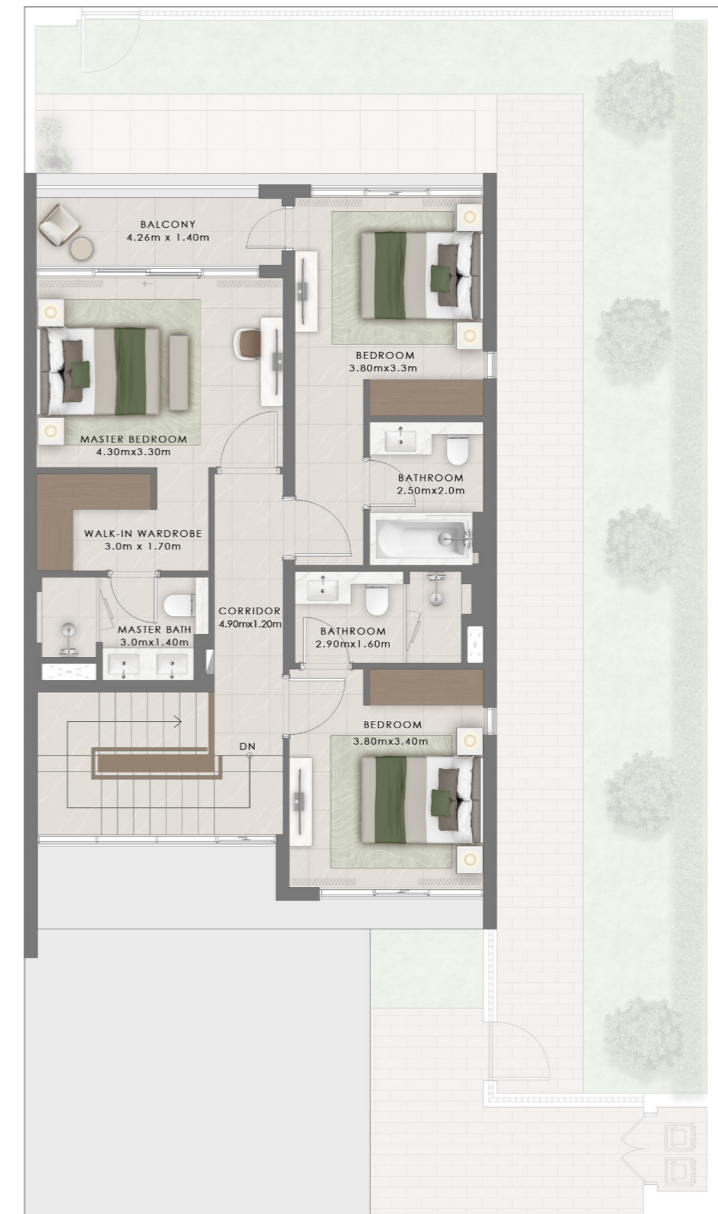 BALCONY
4.26m x 1.40m
BEDROOM
3.80mx3.3m
MASTER BEDROOM
4.30mx3.30m
BATHROOM
2.50mx2.0m
WALK-IN WARDROBE
3.0m x 1.70m
CORRIDOR
4.90mx1.20m
MASTER BATH
3.0mx1.40m
BATHROOM
2.90mx1.60m
BEDROOM
3.80mx3.40m
DN